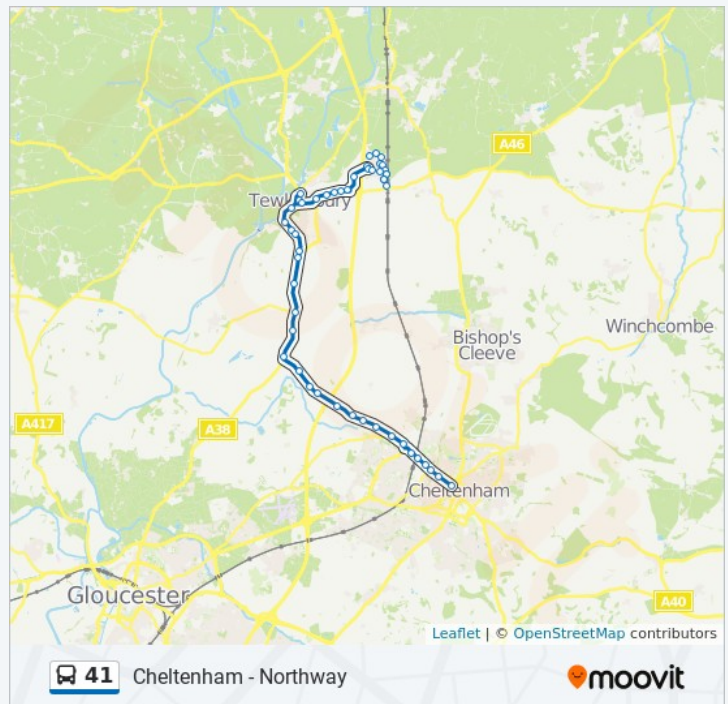 A46
Tewkesbury
Bishop's
Cleeve
Winchcombe
A417
A38
Cheltenham
Gloucester
A40
Leaflet | © OpenStreetMap contributors
41 Cheltenham - Northway
moovit